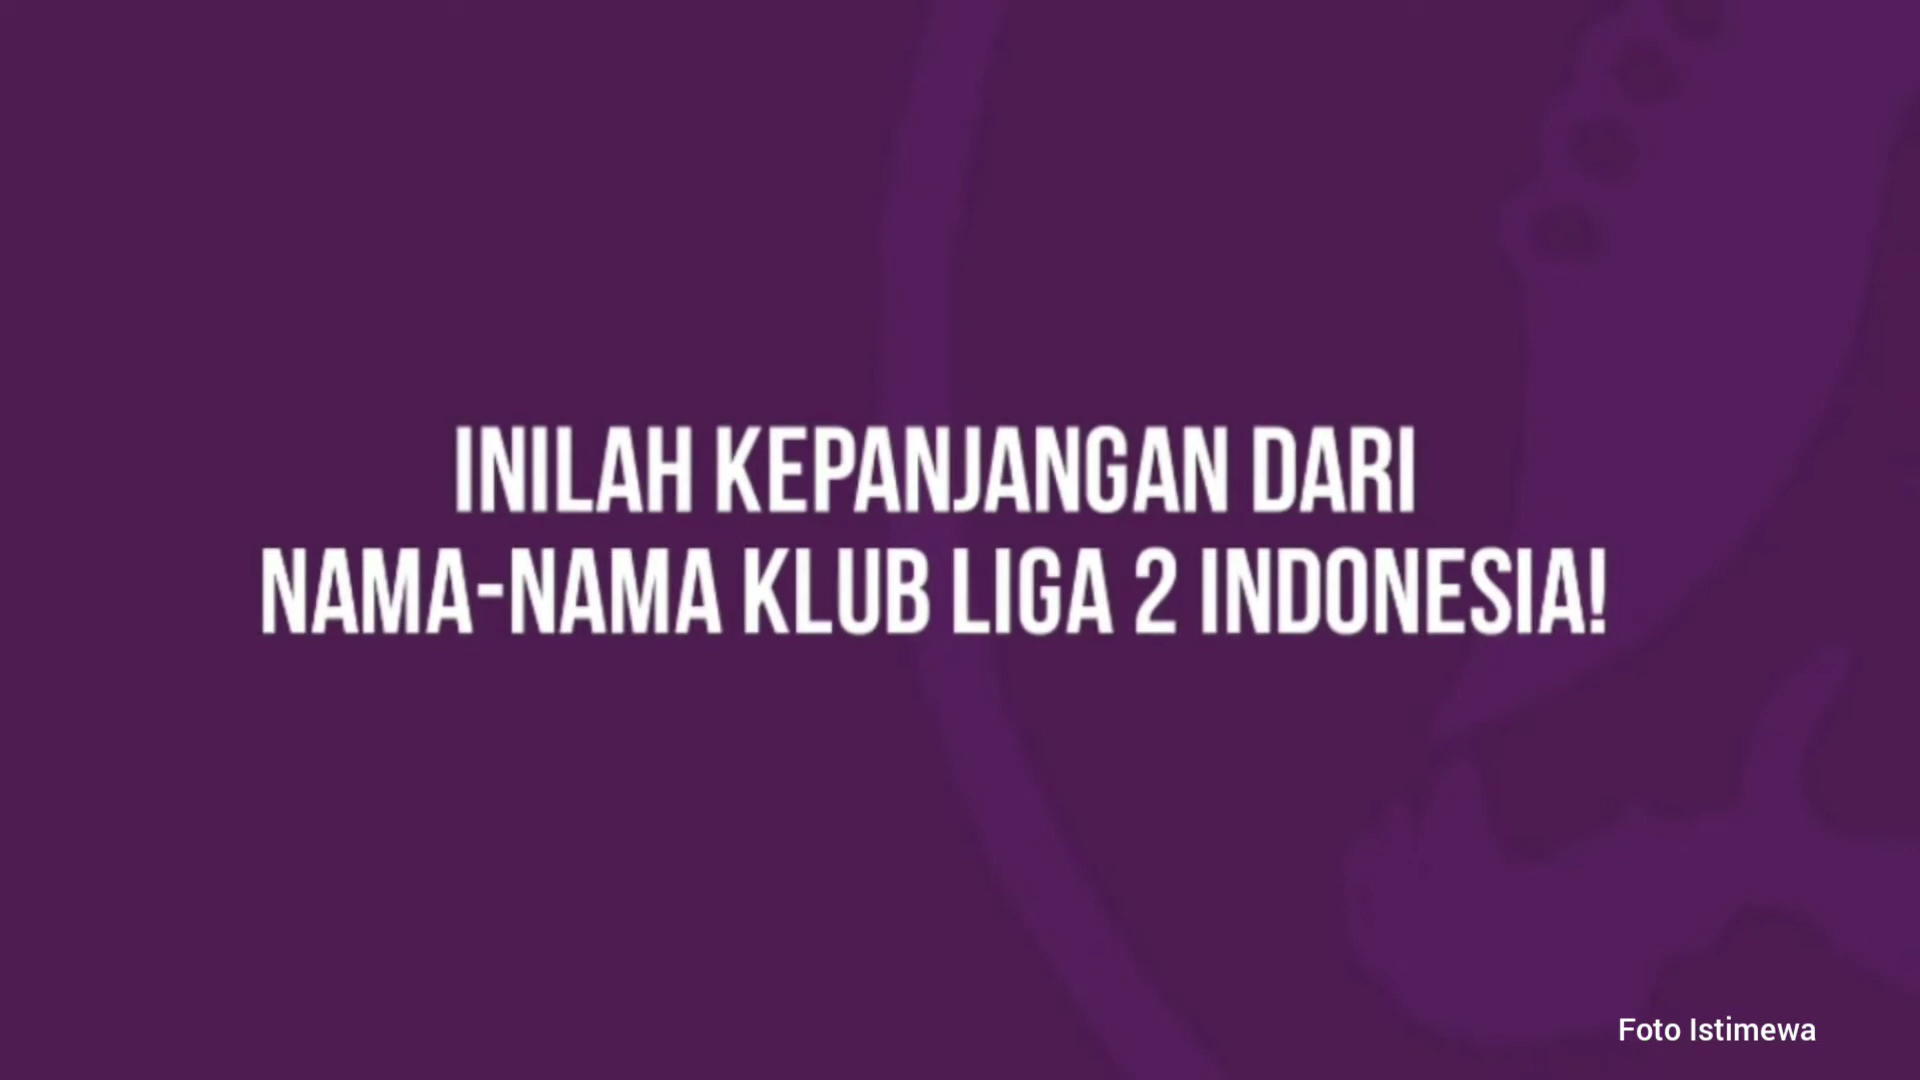 INILAH KEPANJANGAN DARI
NAMA-NAMA KLUB LIGA 2 INDONESIA!
Foto Istimewa